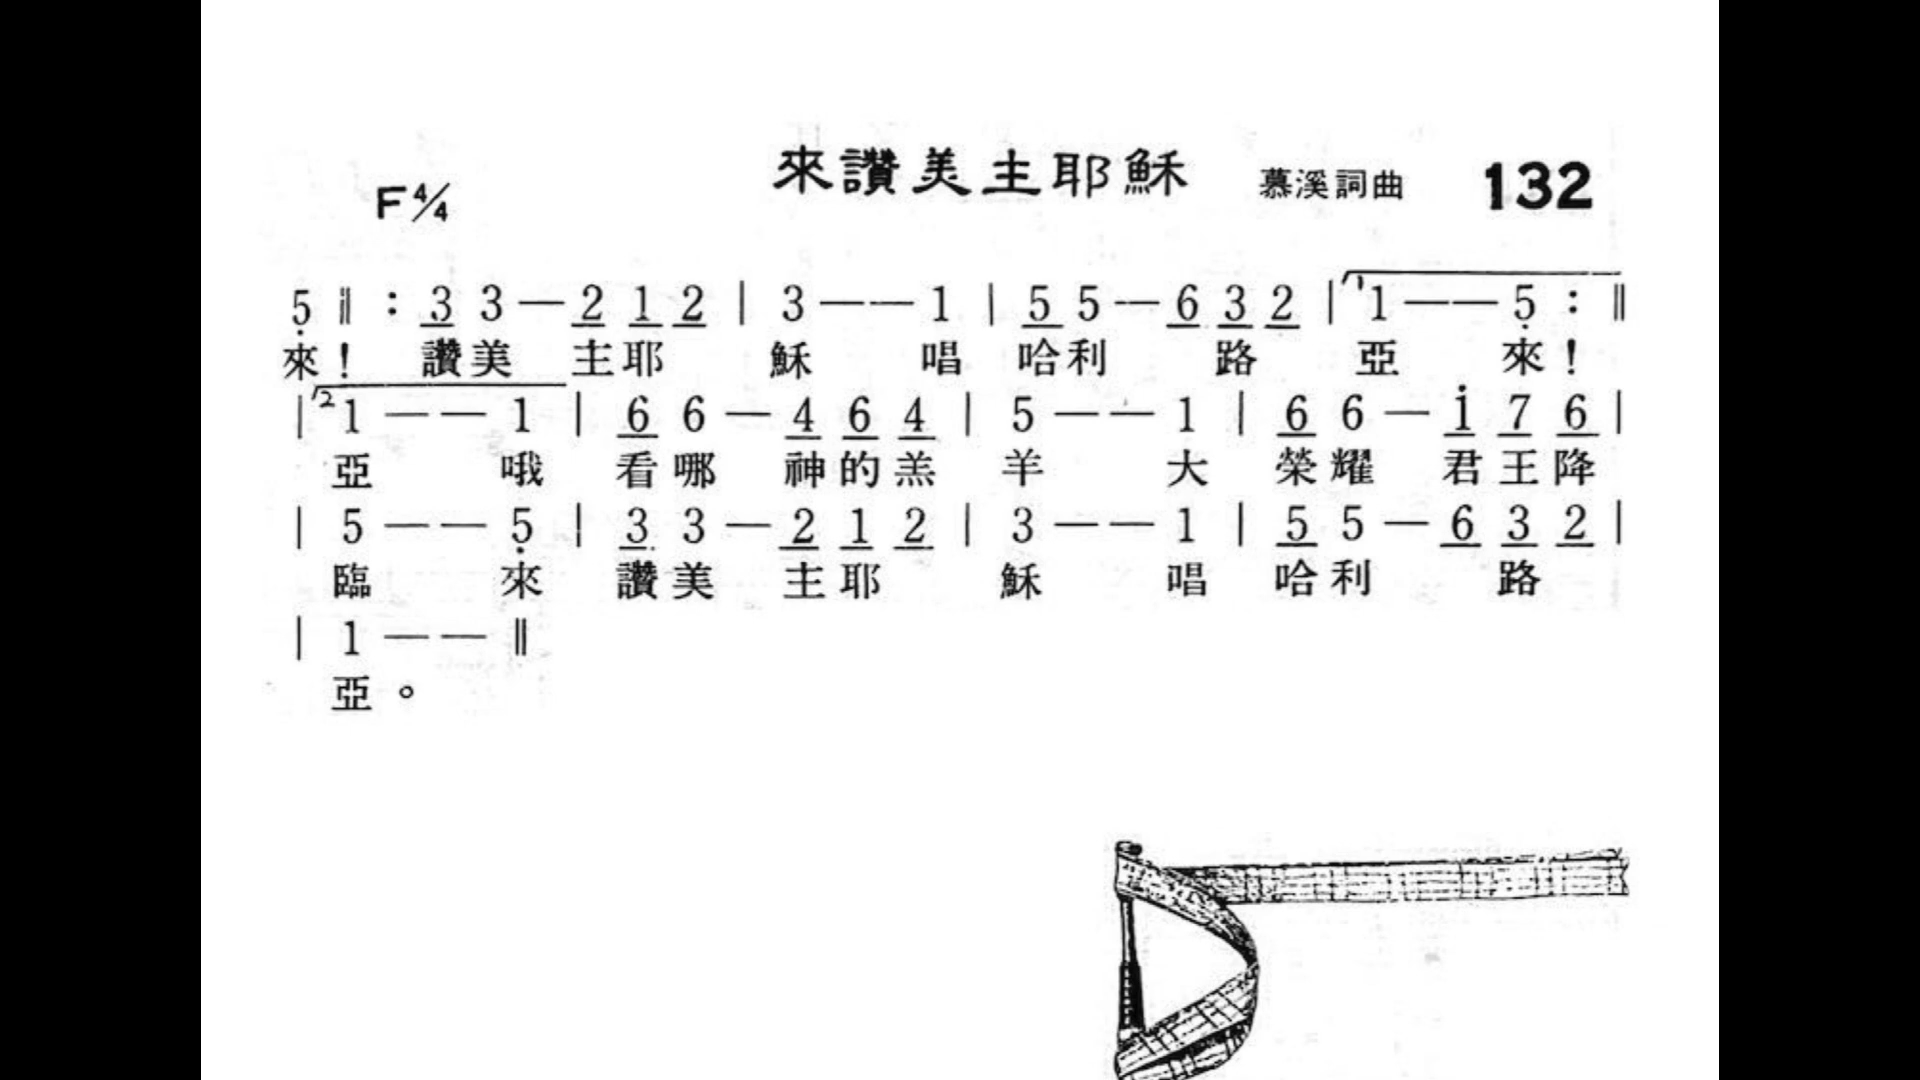 來讚美主耶穌
F4/4 慕溪詞曲 132
5̣ ‖: 3̲ 3 — 2̲ 1̲ 2̲ | 3 — — 1 | 5̲ 5 — 6̲ 3̲ 2̲ | ¹1 — — 5̣ :‖
來！ 讚美 主耶 穌 唱 哈利 路 亞 來！
| ²1 — — 1 | 6̲ 6 — 4̲ 6̲ 4̲ | 5 — — 1 | 6̲ 6 — i̲ 7̲ 6̲ |
亞 哦 看哪 神的羔 羊 大 榮耀 君王降
| 5 — — 5̣ | 3̲ 3 — 2̲ 1̲ 2̲ | 3 — — 1 | 5̲ 5 — 6̲ 3̲ 2̲ |
臨 來 讚美 主耶 穌 唱 哈利 路
| 1 — — ‖
亞。